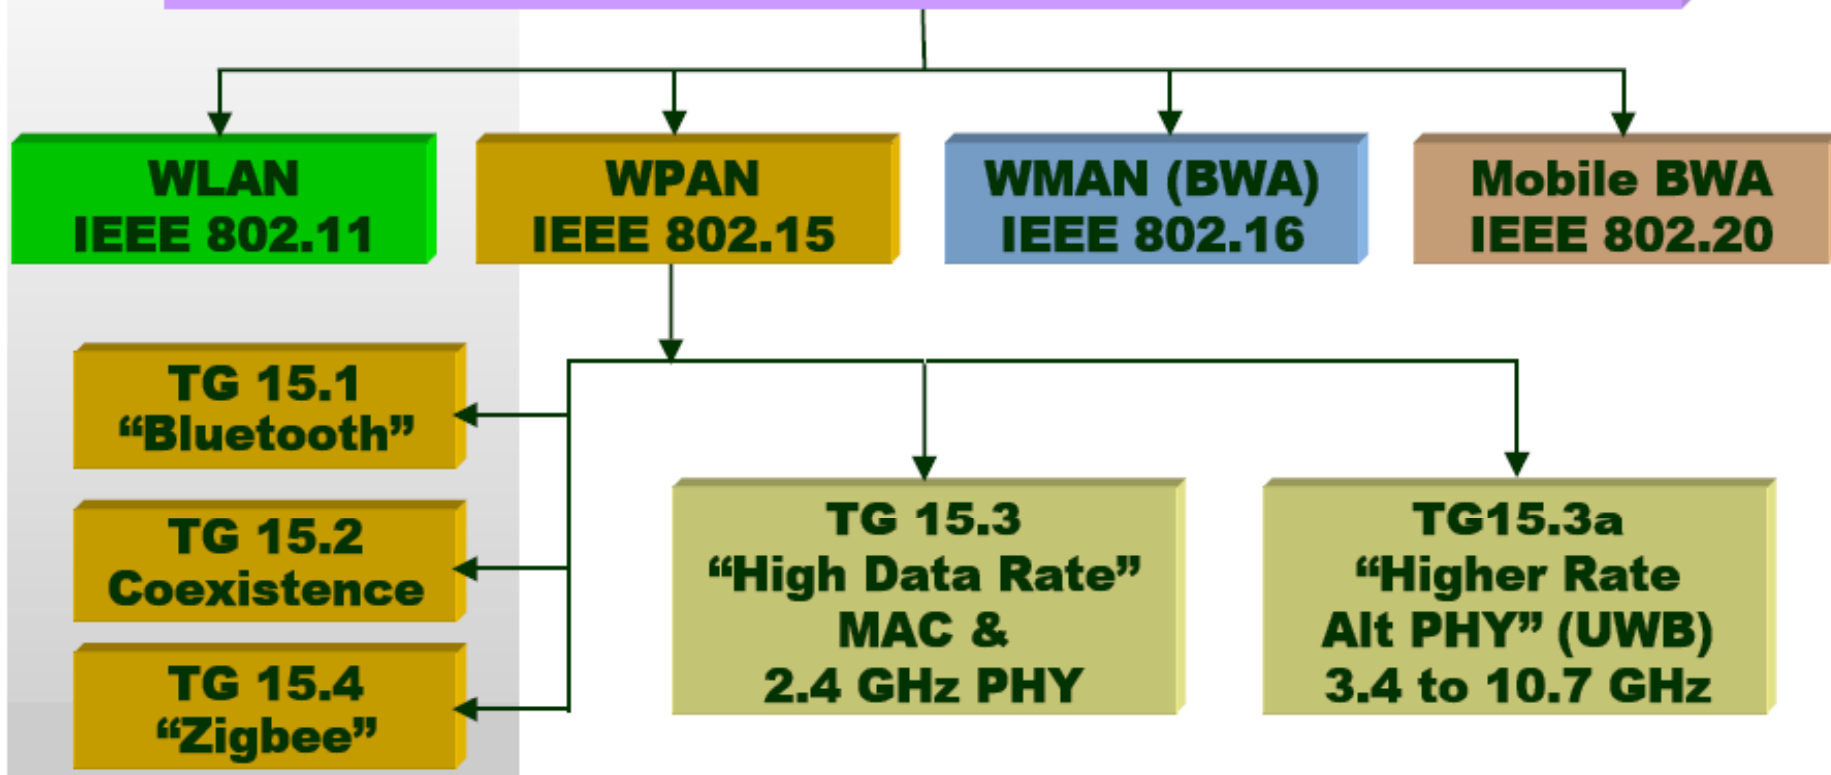 WLAN
IEEE 802.11
WPAN
IEEE 802.15
WMAN (BWA)
IEEE 802.16
Mobile BWA
IEEE 802.20
TG 15.1
“Bluetooth”
TG 15.2
Coexistence
TG 15.4
“Zigbee”
TG 15.3
“High Data Rate”
MAC &
2.4 GHz PHY
TG15.3a
“Higher Rate
Alt PHY” (UWB)
3.4 to 10.7 GHz